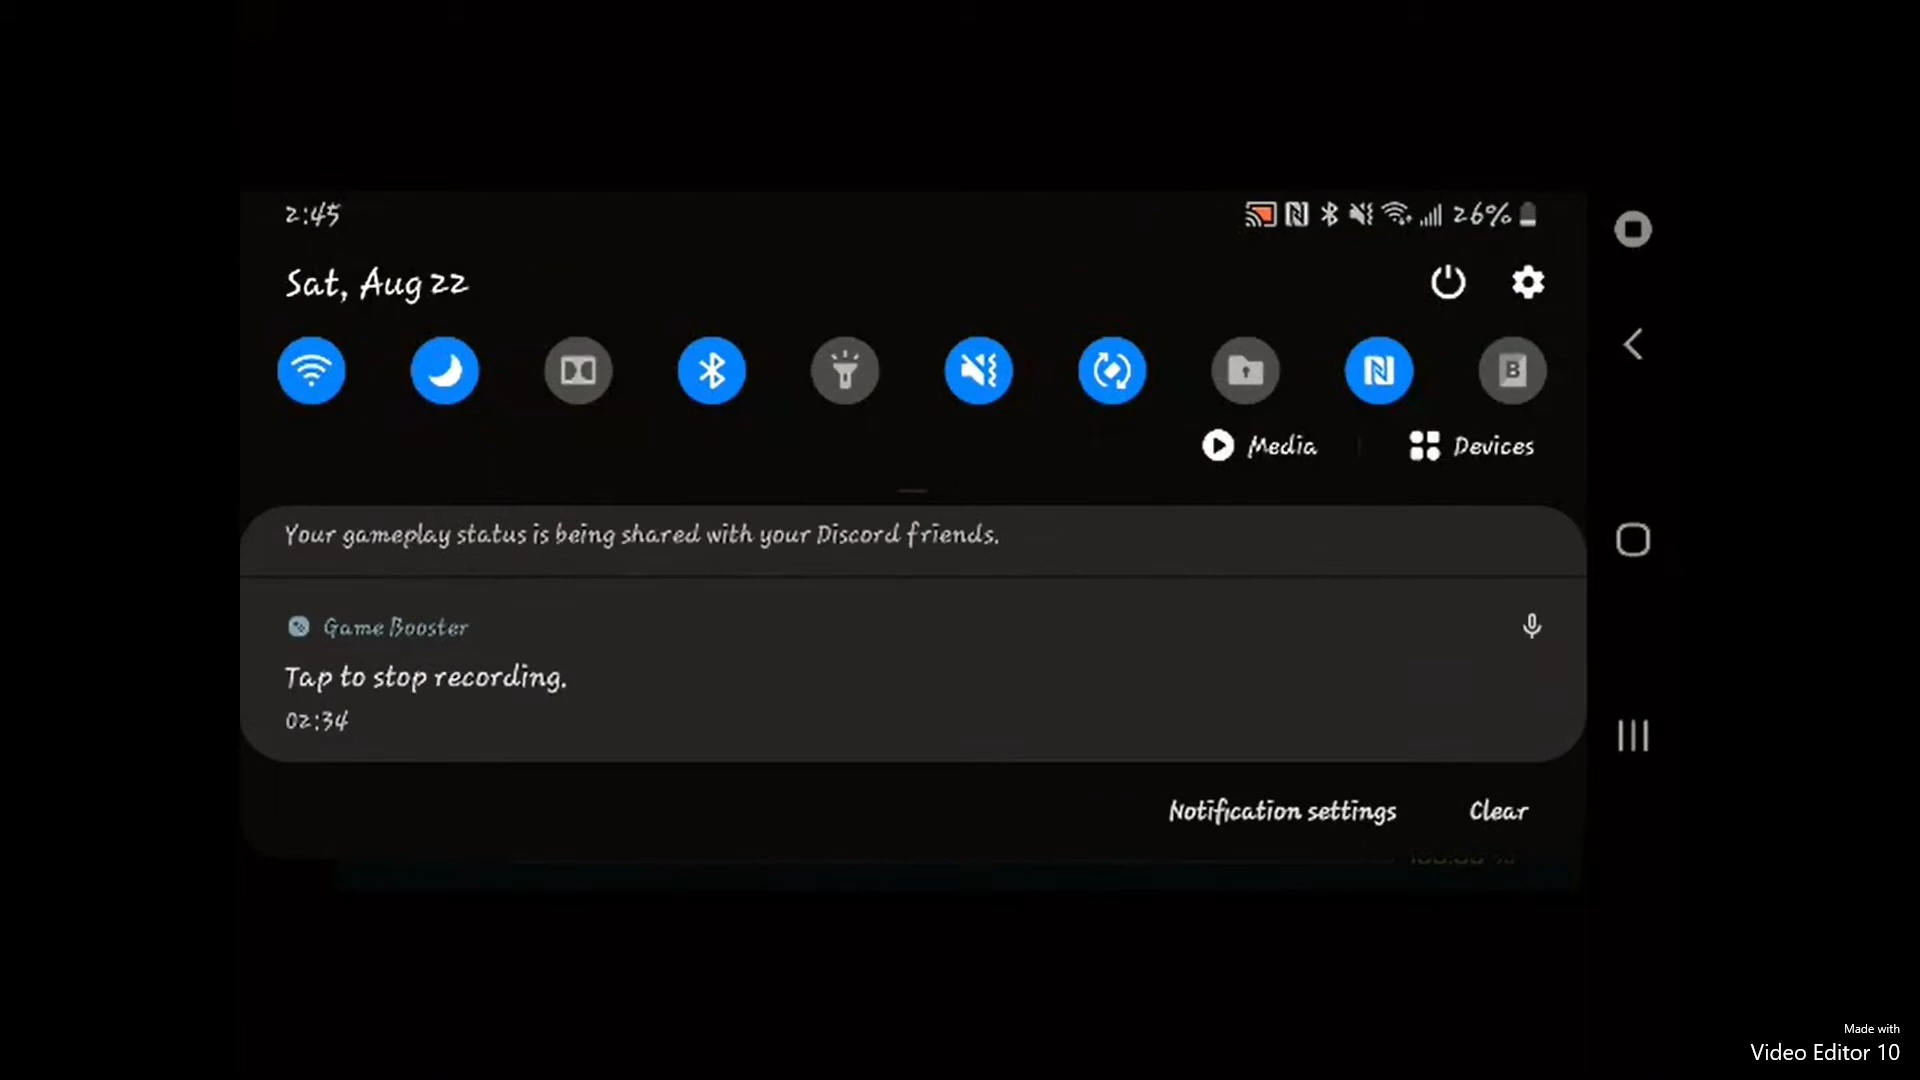 2:45
26%
Sat, Aug 22
B
Media
Devices
Your gameplay status is being shared with your Discord friends.
Game Booster
Tap to stop recording.
02:34
Notification settings
Clear
Made with
Video Editor 10